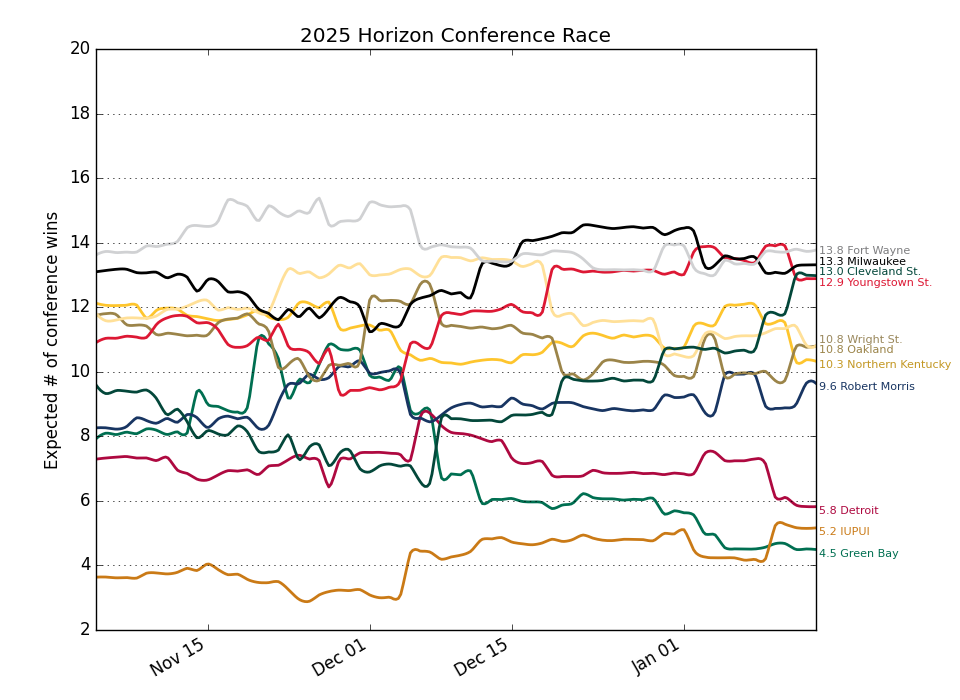 2025 Horizon Conference Race
Expected # of conference wins
20
18
16
14
12
10
8
6
4
2
Nov 15
Dec 01
Dec 15
Jan 01
13.8 Fort Wayne
13.3 Milwaukee
13.0 Cleveland St.
12.9 Youngstown St.
10.8 Wright St.
10.8 Oakland
10.3 Northern Kentucky
9.6 Robert Morris
5.8 Detroit
5.2 IUPUI
4.5 Green Bay